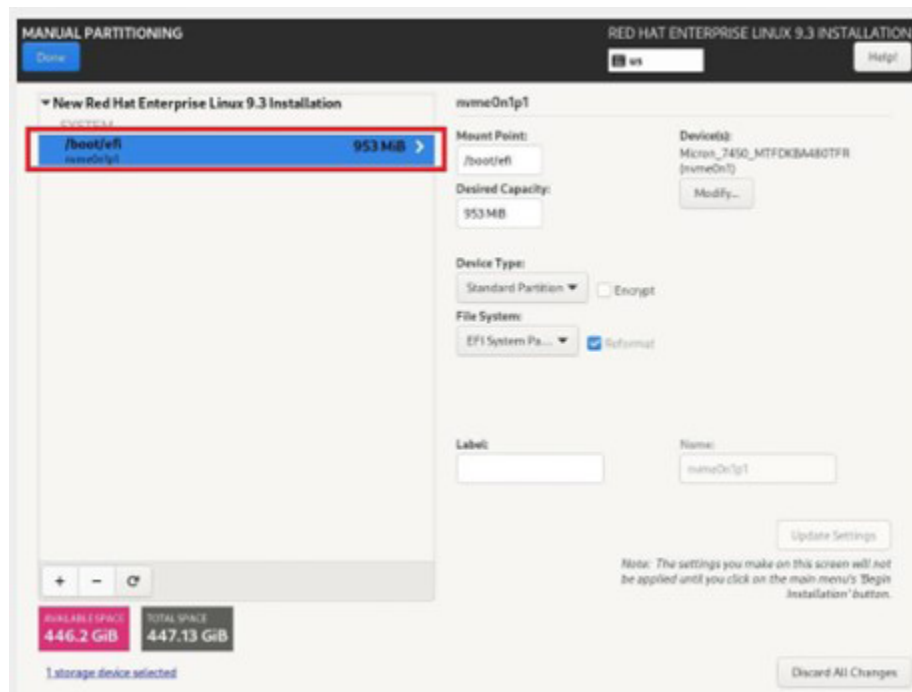 MANUAL PARTITIONING
RED HAT ENTERPRISE LINUX 9.3 INSTALLATION
Done
us
Help!
New Red Hat Enterprise Linux 9.3 Installation
SYSTEM
/boot/efi
953 MiB
nvme0n1p1
nvme0n1p1
Mount Point:
/boot/efi
Desired Capacity:
953 MiB
Device(s):
Micron_7450_MTFDKBA480TFR
(nvme0n1)
Modify...
Device Type:
Standard Partition
Encrypt
File System:
EFI System Pa...
Reformat
Label:
Name:
nvme0n1p1
Update Settings
Note: The settings you make on this screen will not
be applied until you click on the main menu's 'Begin
Installation' button.
+ - 
AVAILABLE SPACE
446.2 GiB
TOTAL SPACE
447.13 GiB
1 storage device selected
Discard All Changes